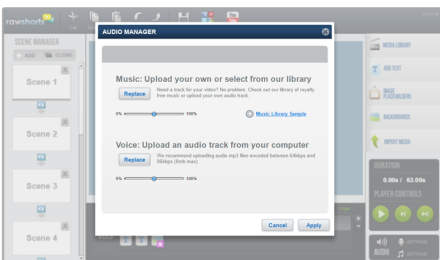 rawshorts
AUDIO MANAGER
SCENE MANAGER
ADD
CLONE
Scene 1
Scene 2
Scene 3
Scene 4
Music: Upload your own or select from our library
Replace
Need a track for your video? No problem. Check out our library of royalty
free music or upload your own audio track.
0%
100%
Music Library Sample
Voice: Upload an audio track from your computer
Replace
We recommend uploading audio mp3 files encoded between 64kbps and
96kbps (8mb max).
0%
100%
Cancel
Apply
MEDIA LIBRARY
ADD TEXT
IMAGE
PLACEHOLDERS
BACKGROUNDS
IMPORT MEDIA
DURATION
0.00s / 63.00s
PLAYER CONTROLS
AUDIO
SETTINGS
SETTINGS